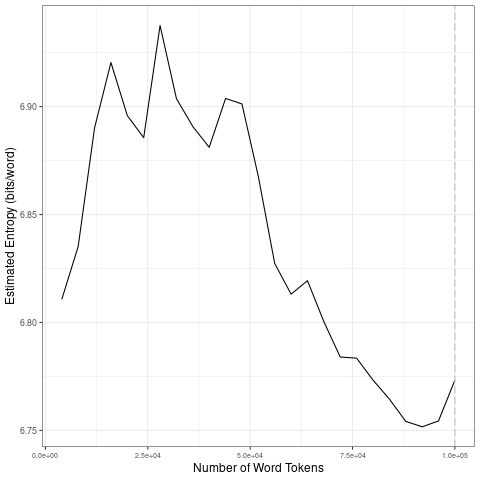 Estimated Entropy (bits/word)
6.90
6.85
6.80
6.75
0.0e+00 2.5e+04 5.0e+04 7.5e+04 1.0e+05
Number of Word Tokens